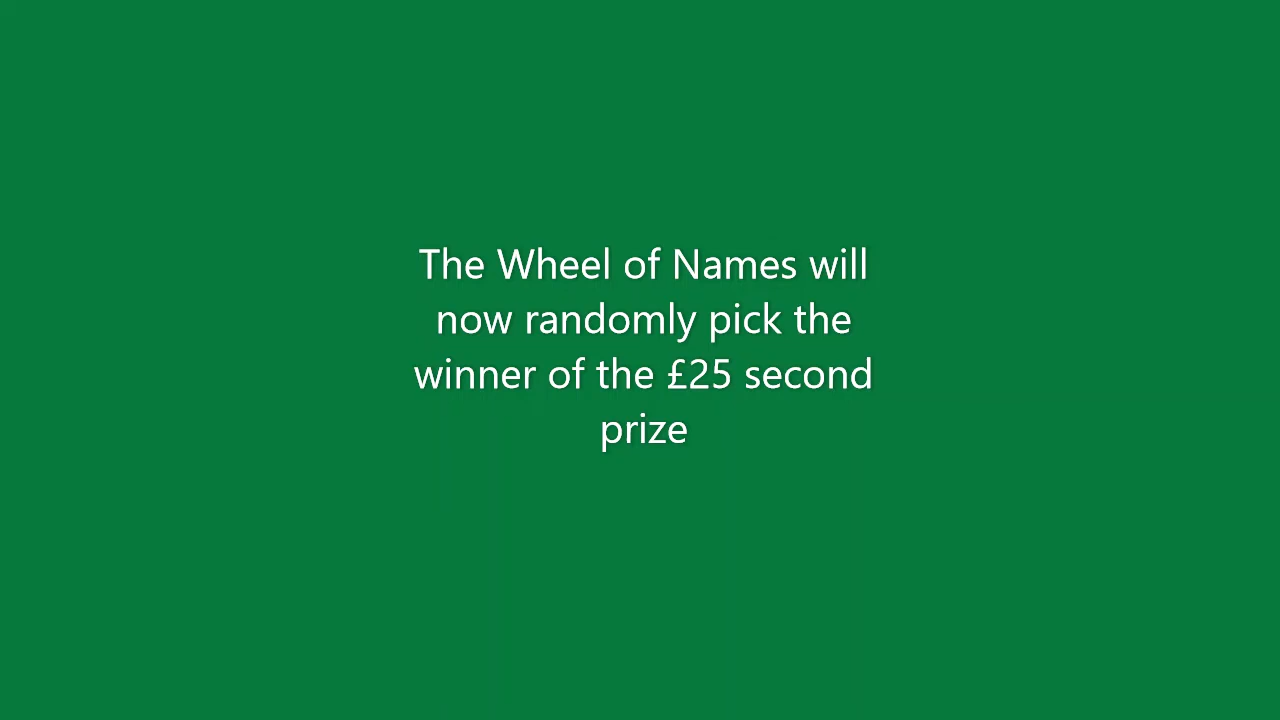 The Wheel of Names will
now randomly pick the
winner of the £25 second
prize